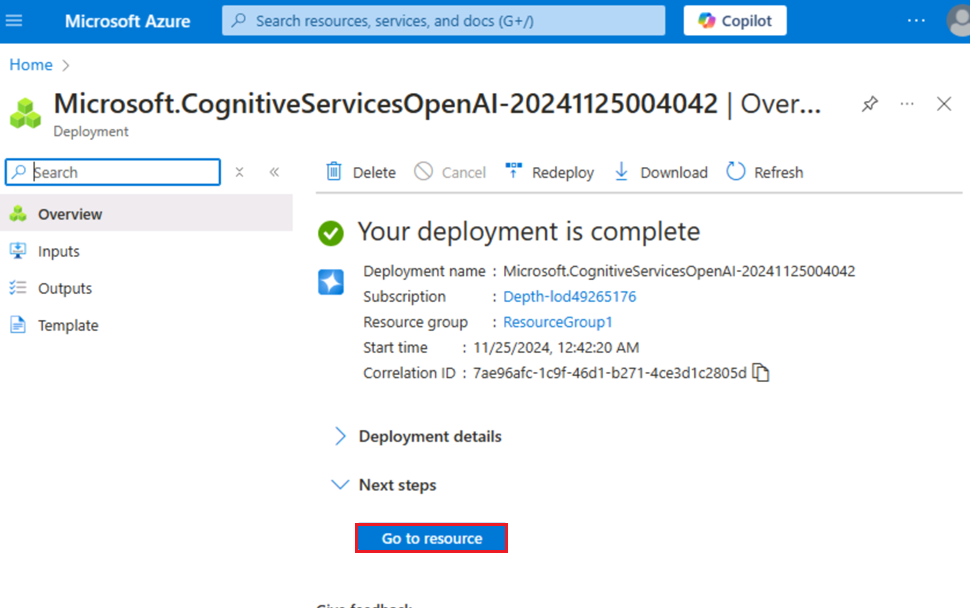 Microsoft Azure
Search resources, services, and docs (G+/)
Copilot
Home
Microsoft.CognitiveServicesOpenAI-20241125004042 | Over...
Deployment
Search
Delete
Cancel
Redeploy
Download
Refresh
Overview
Inputs
Outputs
Template
Your deployment is complete
Deployment name : Microsoft.CognitiveServicesOpenAI-20241125004042
Subscription : Depth-lod49265176
Resource group : ResourceGroup1
Start time : 11/25/2024, 12:42:20 AM
Correlation ID : 7ae96afc-1c9f-46d1-b271-4ce3d1c2805d
Deployment details
Next steps
Go to resource
Give feedback